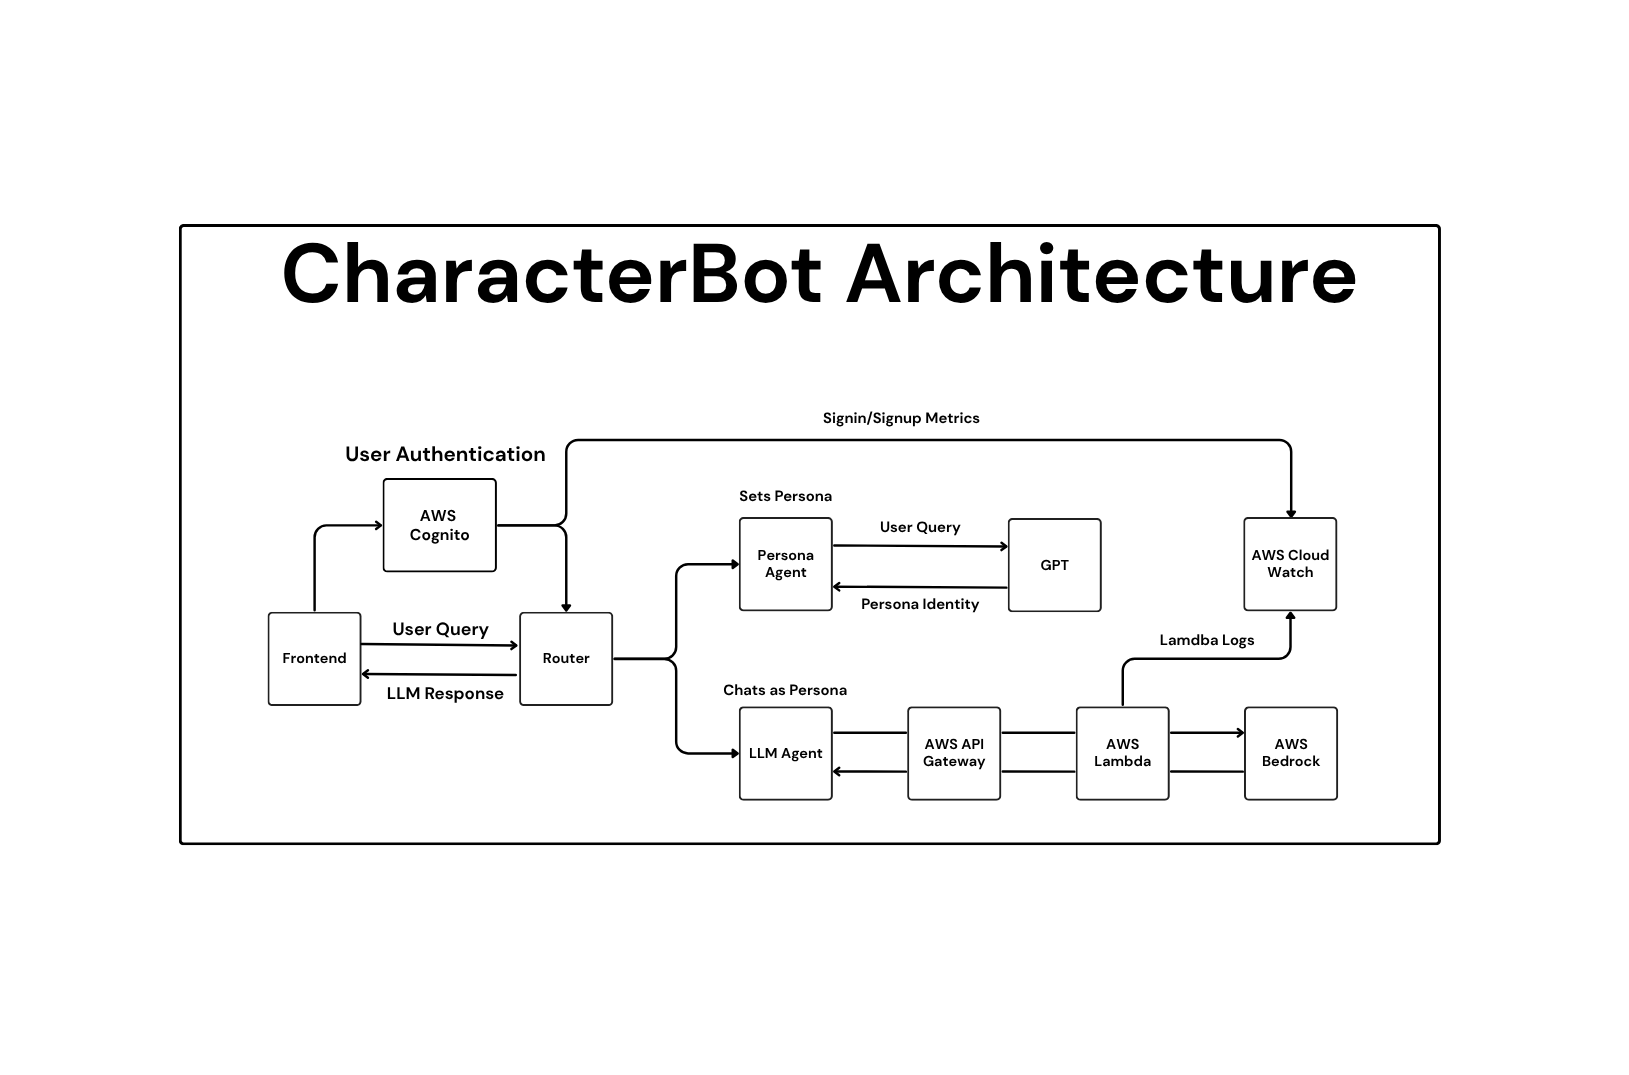 CharacterBot Architecture
Signin/Signup Metrics
User Authentication
AWS
Cognito
Sets Persona
Persona
Agent
User Query
Persona Identity
GPT
AWS Cloud
Watch
Frontend
User Query
LLM Response
Router
Lamdba Logs
Chats as Persona
LLM Agent
AWS API
Gateway
AWS
Lambda
AWS
Bedrock